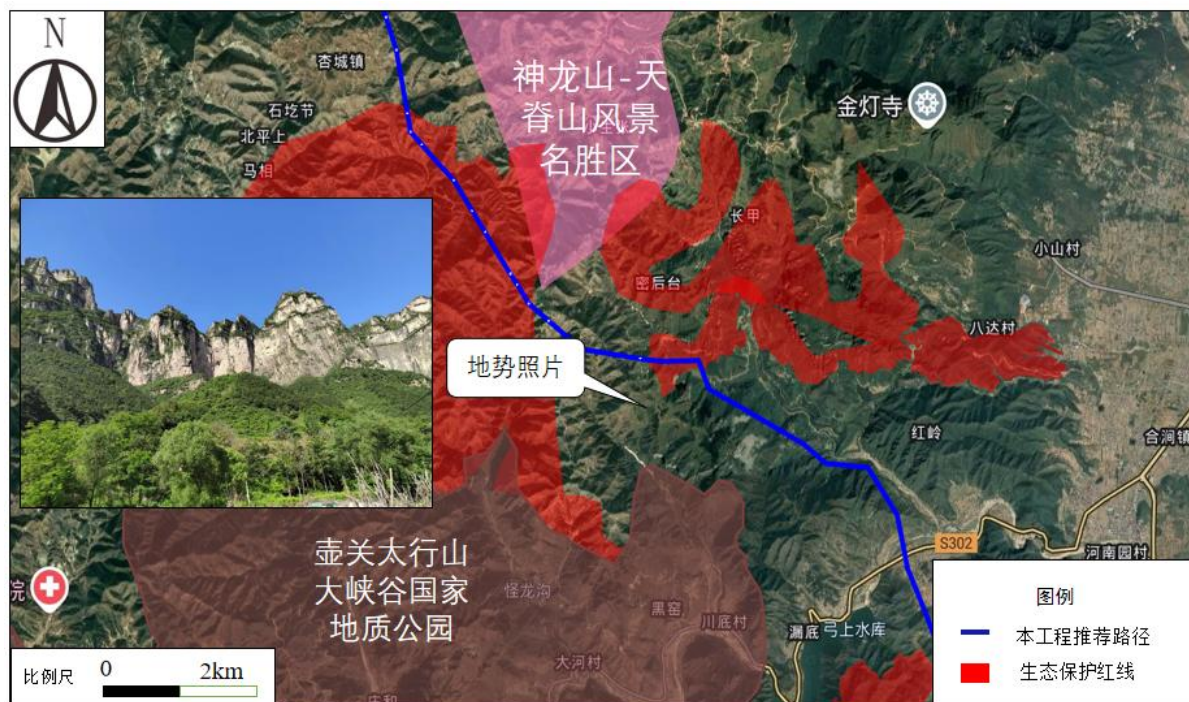 N
杏城镇
石圪节
北平上
马相
神龙山-天
脊山风景
名胜区
金灯寺
长甲
小山村
密后台
八达村
地势照片
红岭
合涧镇
S302
河南园村
壶关太行山
大峡谷国家
地质公园
怪龙沟
黑窑
川底村
漏底
弓上水库
大河村
院
图例
本工程推荐路径
生态保护红线
比例尺
0
2km